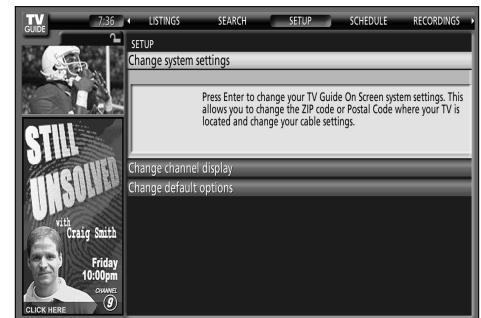 TV
GUIDE
7:36
LISTINGS
SEARCH
SETUP
SCHEDULE
RECORDINGS
SETUP
Change system settings
Press Enter to change your TV Guide On Screen system settings. This
allows you to change the ZIP code or Postal Code where your TV is
located and change your cable settings.
Change channel display
Change default options
STILL
UNSOLVED
with
Craig Smith
Friday
10:00pm
CHANNEL
9
CLICK HERE